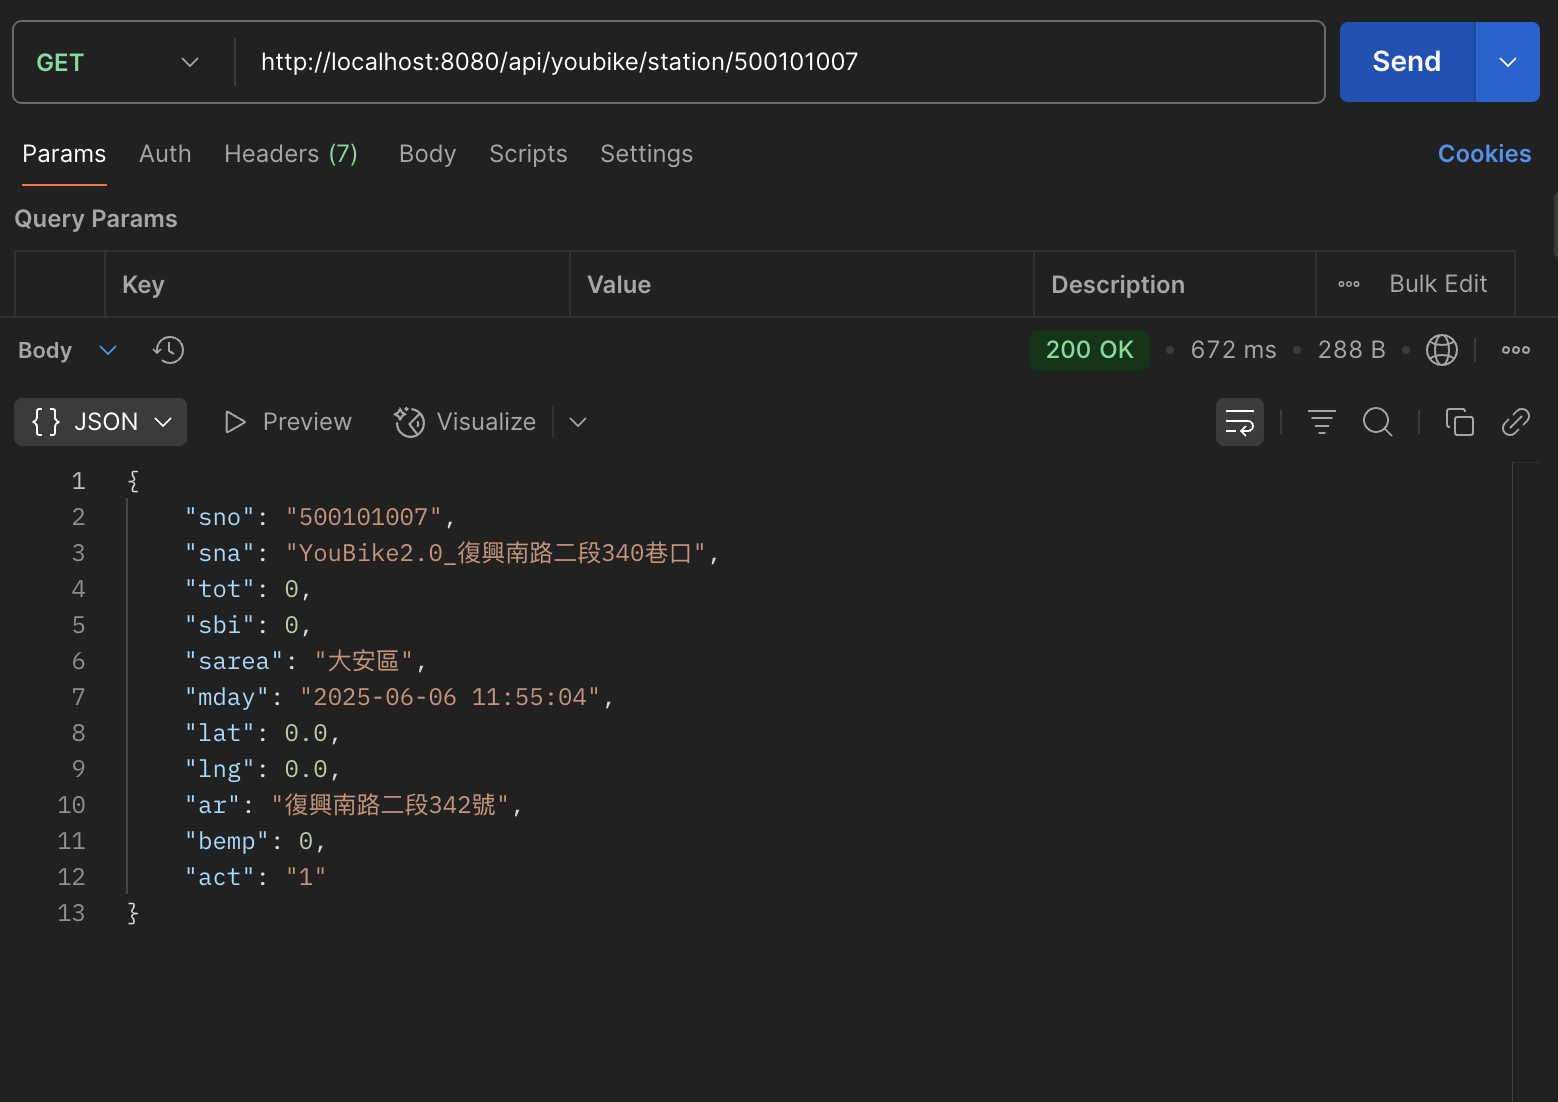 GET http://localhost:8080/api/youbike/station/500101007 Send
Params Auth Headers (7) Body Scripts Settings Cookies
Query Params
Key Value Description Bulk Edit
Body 200 OK 672 ms 288 B
{} JSON Preview Visualize
1 {
2 "sno": "500101007",
3 "sna": "YouBike2.0_復興南路二段340巷口",
4 "tot": 0,
5 "sbi": 0,
6 "sarea": "大安區",
7 "mday": "2025-06-06 11:55:04",
8 "lat": 0.0,
9 "lng": 0.0,
10 "ar": "復興南路二段342號",
11 "bemp": 0,
12 "act": "1"
13 }